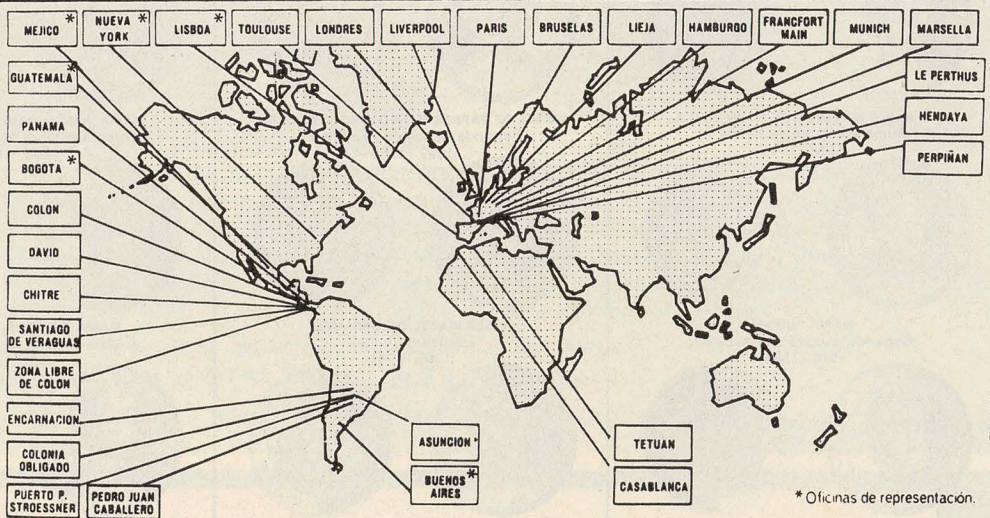 MEJICO *
NUEVA *
YORK
LISBOA *
TOULOUSE
LONDRES
LIVERPOOL
PARIS
BRUSELAS
LIEJA
HAMBURGO
FRANCFORT
MAIN
MUNICH
MARSELLA
GUATEMALA *
LE PERTHUS
PANAMA
HENDAYA
BOGOTA *
PERPIÑAN
COLON
DAVID
CHITRE
SANTIAGO
DE VERAGUAS
ZONA LIBRE
DE COLON
ENCARNACION
COLONIA
OBLIGADO
PUERTO P.
STROESSNER
PEDRO JUAN
CABALLERO
ASUNCION
BUENOS *
AIRES
TETUAN
CASABLANCA
* Oficinas de representación.